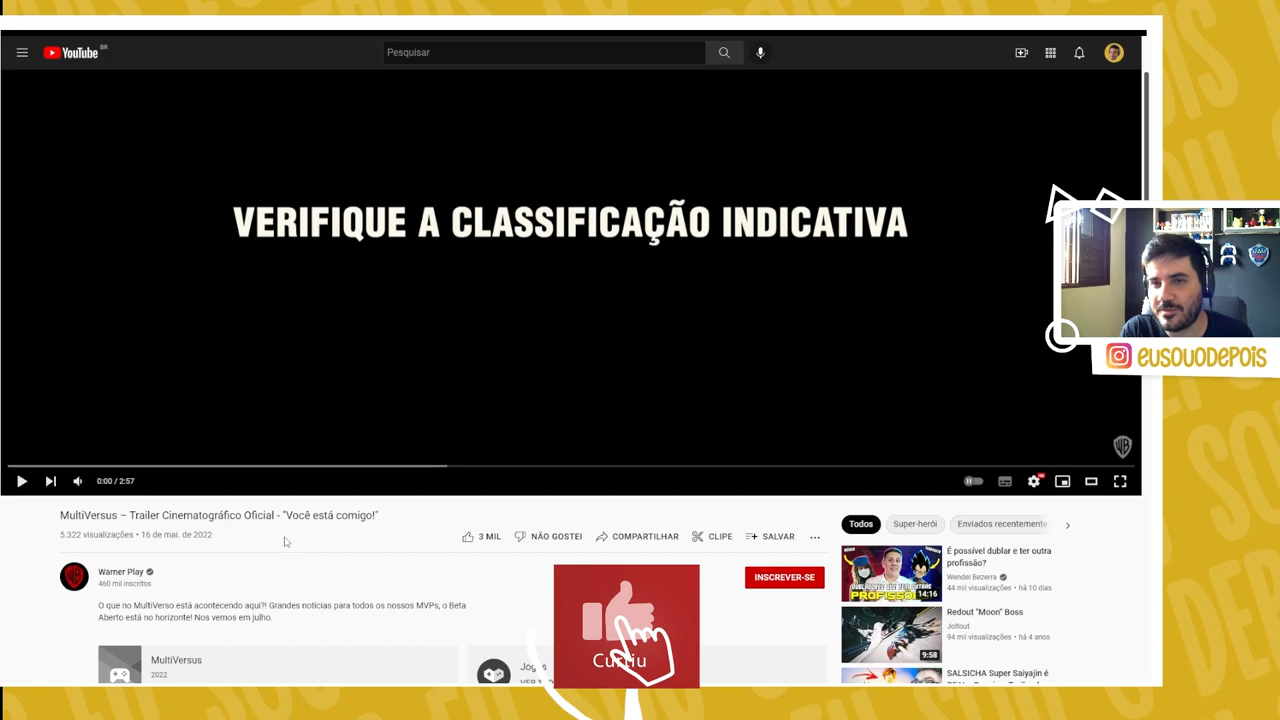 YouTube BR
Pesquisar
VERIFIQUE A CLASSIFICAÇÃO INDICATIVA
eusouodepois
0:00 / 2:57
MultiVersus – Trailer Cinematográfico Oficial - "Você está comigo!"
5.322 visualizações • 16 de mai. de 2022
3 MIL
NÃO GOSTEI
COMPARTILHAR
CLIPE
SALVAR
Warner Play
460 mil inscritos
INSCREVER-SE
O que no MultiVerso está acontecendo aqui?! Grandes notícias para todos os nossos MVPs, o Beta
Aberto está no horizonte! Nos vemos em julho.
MultiVersus
2022
Curtiu
Todos
Super-herói
Enviados recentemente
É possível dublar e ter outra
profissão?
Wendel Bezerra
44 mil visualizações • há 10 dias
14:16
Redout "Moon" Boss
Joltout
94 mil visualizações • há 4 anos
9:58
SALSICHA Super Saiyajin é